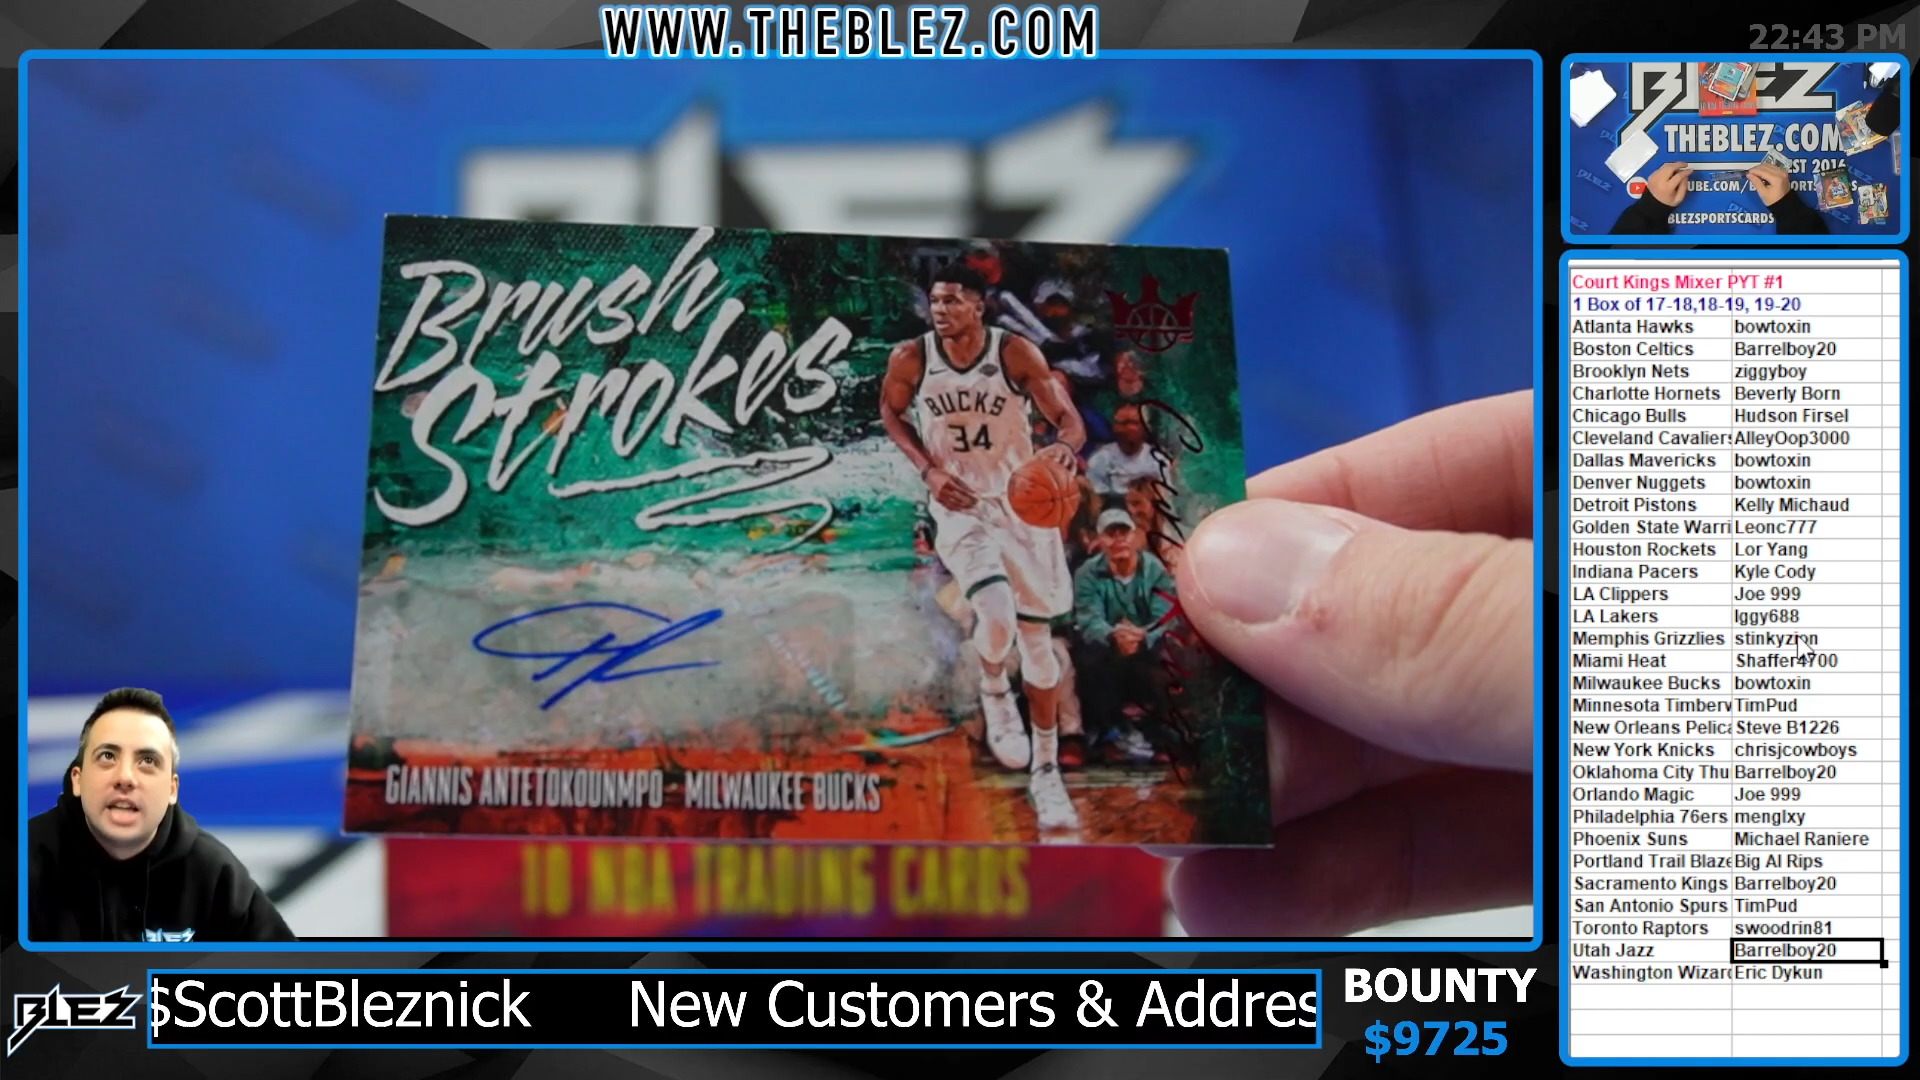 WWW.THEBLEZ.COM
22:43 PM
BLEZ
Brush
Strokes
BUCKS
34
GIANNIS ANTETOKOUNMPO - MILWAUKEE BUCKS
10 NBA TRADING CARDS
BLEZ
THEBLEZ.COM
EST 2016
BLEZSPORTSCARDS
Court Kings Mixer PYT #1
1 Box of 17-18,18-19, 19-20
Atlanta Hawks bowtoxin
Boston Celtics Barrelboy20
Brooklyn Nets ziggyboy
Charlotte Hornets Beverly Born
Chicago Bulls Hudson Firsel
Cleveland Cavaliers AlleyOop3000
Dallas Mavericks bowtoxin
Denver Nuggets bowtoxin
Detroit Pistons Kelly Michaud
Golden State Warri Leonc777
Houston Rockets Lor Yang
Indiana Pacers Kyle Cody
LA Clippers Joe 999
LA Lakers Iggy688
Memphis Grizzlies stinkyzion
Miami Heat Shaffer4700
Milwaukee Bucks bowtoxin
Minnesota Timberw TimPud
New Orleans Pelica Steve B1226
New York Knicks chrisjcowboys
Oklahoma City Thu Barrelboy20
Orlando Magic Joe 999
Philadelphia 76ers menglxy
Phoenix Suns Michael Raniere
Portland Trail Blaze Big Al Rips
Sacramento Kings Barrelboy20
San Antonio Spurs TimPud
Toronto Raptors swoodrin81
Utah Jazz Barrelboy20
Washington Wizard Eric Dykun
BLEZ
$ScottBleznick New Customers & Addres
BOUNTY
$9725